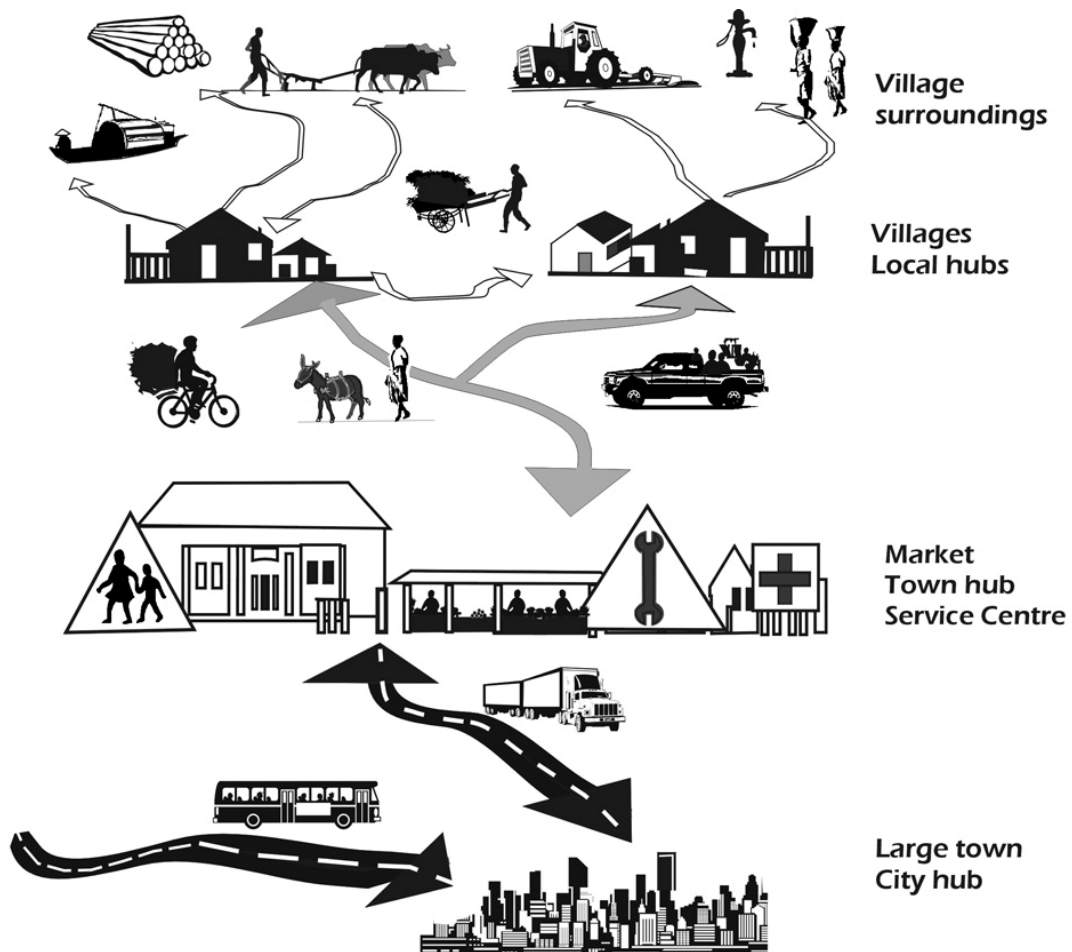 Village
surroundings
Villages
Local hubs
Market
Town hub
Service Centre
Large town
City hub